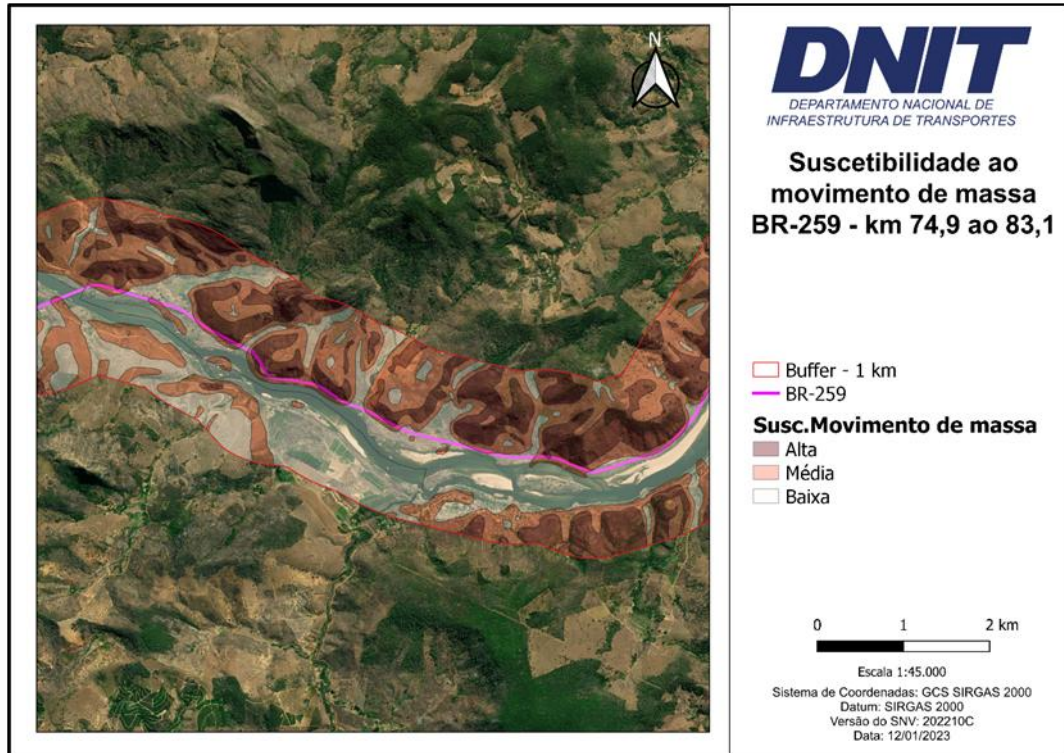 N
DNIT
DEPARTAMENTO NACIONAL DE
INFRAESTRUTURA DE TRANSPORTES
Suscetibilidade ao
movimento de massa
BR-259 - km 74,9 ao 83,1
Buffer - 1 km
BR-259
Susc.Movimento de massa
Alta
Média
Baixa
0 1 2 km
Escala 1:45.000
Sistema de Coordenadas: GCS SIRGAS 2000
Datum: SIRGAS 2000
Versão do SNV: 202210C
Data: 12/01/2023